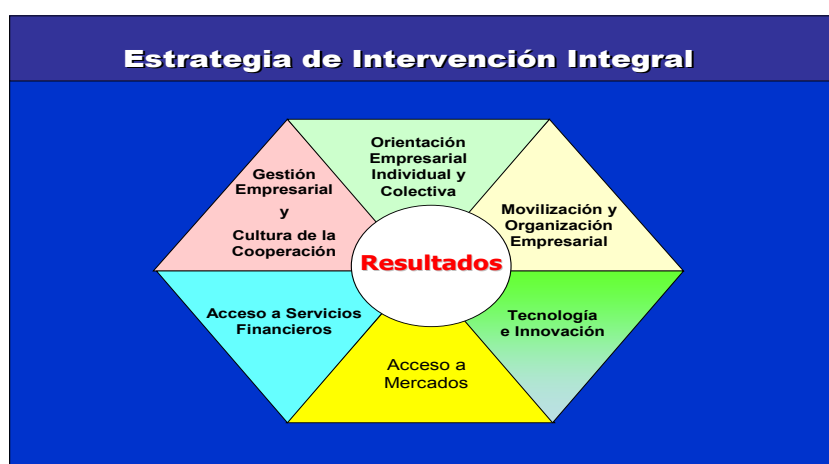 Estrategia de Intervención Integral
Orientación
Empresarial
Individual y
Colectiva
Gestión
Empresarial
y
Cultura de la
Cooperación
Movilización y
Organización
Empresarial
Resultados
Acceso a Servicios
Financieros
Tecnología
e Innovación
Acceso a
Mercados